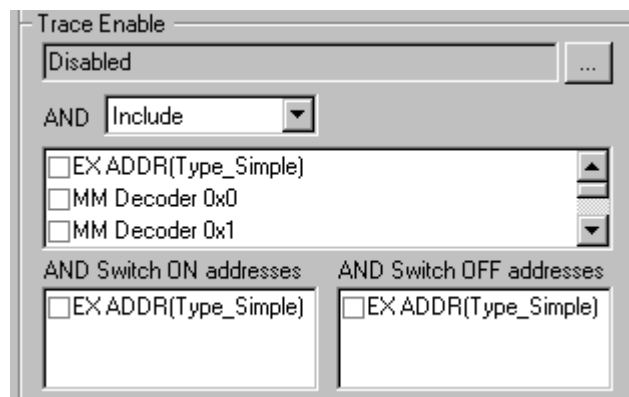 Trace Enable
Disabled
...
AND Include
EX ADDR(Type_Simple)
MM Decoder 0x0
MM Decoder 0x1
AND Switch ON addresses AND Switch OFF addresses
EX ADDR(Type_Simple) EX ADDR(Type_Simple)